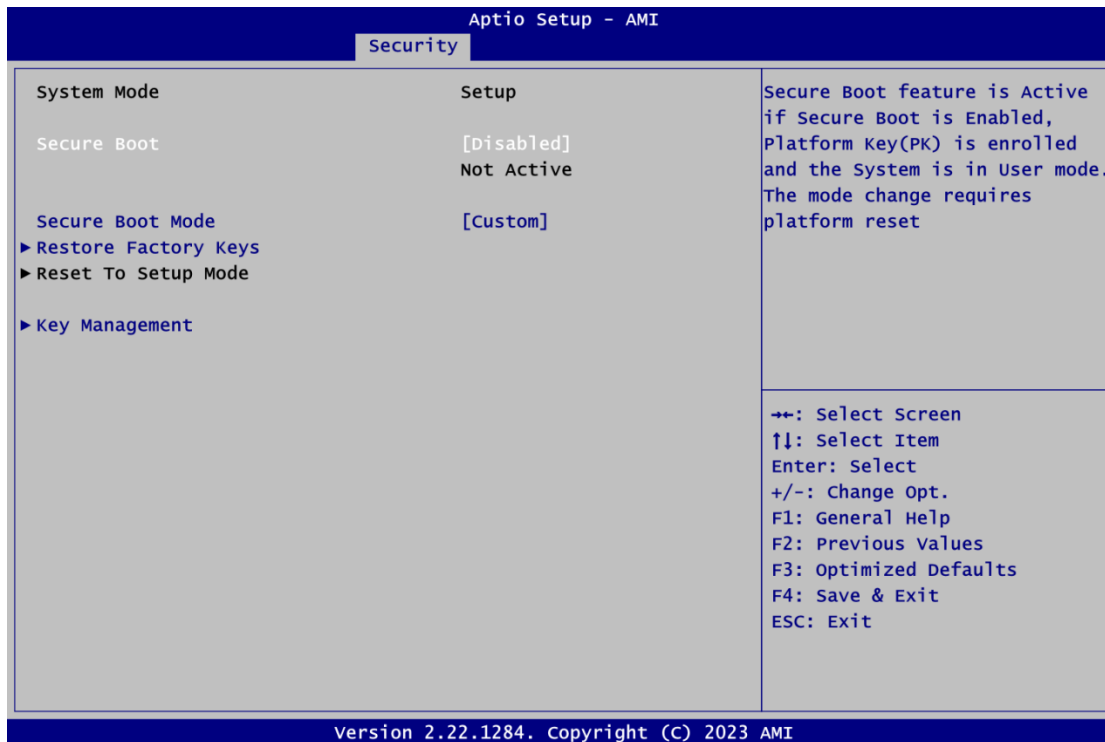 Aptio Setup - AMI
Security
System Mode Setup
Secure Boot [Disabled]
Not Active
Secure Boot Mode [Custom]
►Restore Factory Keys
►Reset To Setup Mode
►Key Management
Secure Boot feature is Active
if Secure Boot is Enabled,
Platform Key(PK) is enrolled
and the System is in User mode.
The mode change requires
platform reset
→←: Select Screen
↑↓: Select Item
Enter: Select
+/-: Change Opt.
F1: General Help
F2: Previous Values
F3: Optimized Defaults
F4: Save & Exit
ESC: Exit
Version 2.22.1284. Copyright (C) 2023 AMI